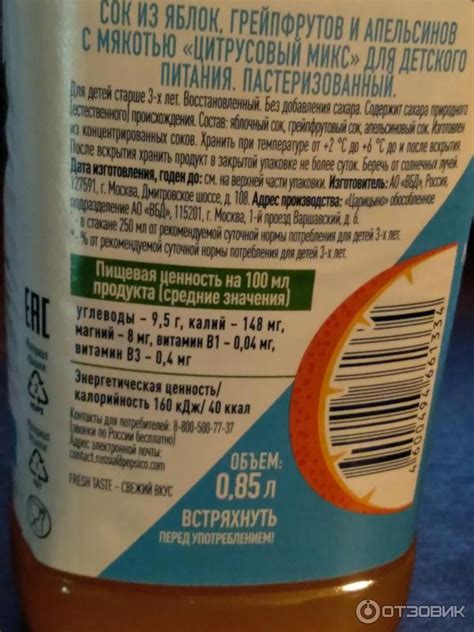 СОК ИЗ ЯБЛОК, ГРЕЙПФРУТОВ И АПЕЛЬСИНОВ
С МЯКОТЬЮ «ЦИТРУСОВЫЙ МИКС» ДЛЯ ДЕТСКОГО
ПИТАНИЯ. ПАСТЕРИЗОВАННЫЙ.
Для детей старше 3-х лет. Восстановленный. Без добавления сахара. Содержит сахара природного
(естественного) происхождения. Состав: яблочный сок, грейпфрутовый сок, апельсиновый сок. Изготовлен
из концентрированных соков. Хранить при температуре от +2 °С до +6 °С до и после вскрытия.
После вскрытия хранить продукт в закрытой упаковке не более суток. Беречь от солнечных лучей.
Дата изготовления, годен до: см. на верхней части упаковки. Изготовитель: АО «ВБД», Россия,
127591, г. Москва, Дмитровское шоссе, д. 108. Адрес производства: «Царицыно» обособленное
подразделение АО «ВБД», 115201, г. Москва, 1-й проезд Варшавский, д. 6.
- в стакане 250 мл от рекомендуемой суточной нормы потребления для детей 3-х лет.
- % от рекомендуемой суточной нормы потребления для детей 3-х лет.
Пищевая ценность на 100 мл
продукта (средние значения)
углеводы – 9,5 г, калий – 148 мг,
магний – 8 мг, витамин В1 – 0,04 мг,
витамин В3 – 0,4 мг
Энергетическая ценность/
калорийность 160 кДж/ 40 ккал
Контакты для потребителей: 8-800-500-77-37
(звонки по России бесплатно)
Адрес электронной почты:
contact.russia@pepsico.com
FRESH TASTE – СВЕЖИЙ ВКУС
ОБЪЕМ:
0,85 л
ВСТРЯХНУТЬ
ПЕРЕД УПОТРЕБЛЕНИЕМ!
EAC
ОТЗОВИК